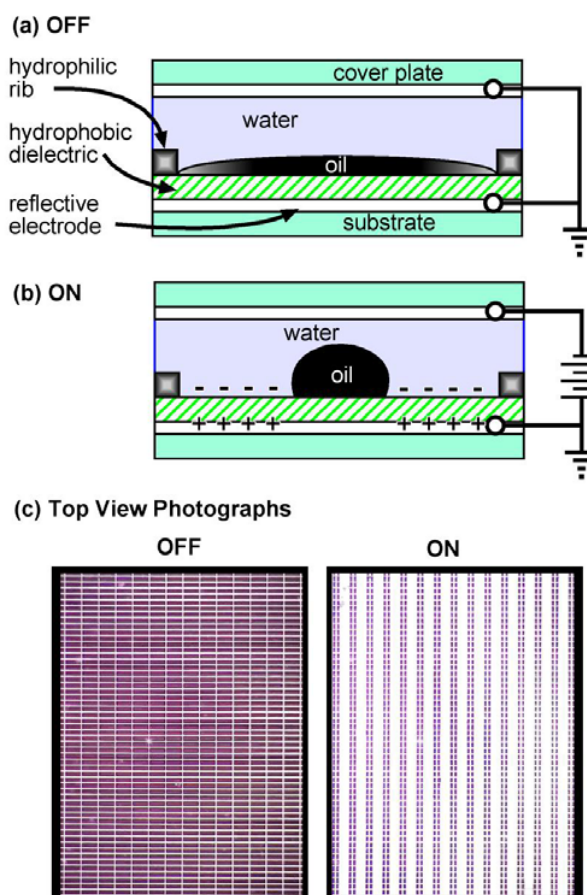 (a) OFF
hydrophilic
rib
cover plate
water
hydrophobic
dielectric
oil
reflective
electrode
substrate
(b) ON
water
oil
- - - - - - - -
+ + + + + + + +
(c) Top View Photographs
OFF ON